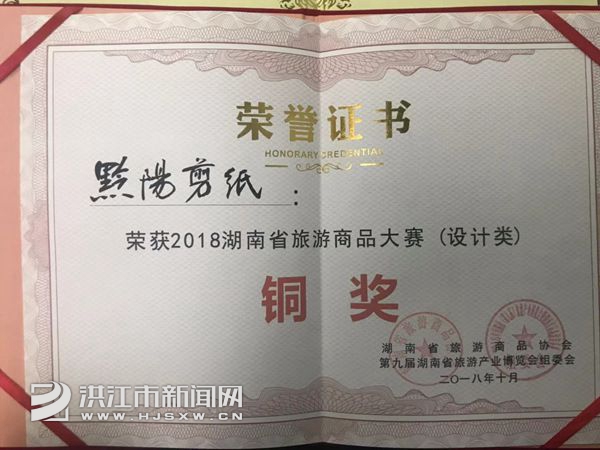 荣誉证书
HONORARY CREDENTIAL
黔陽剪纸：
荣获2018湖南省旅游商品大赛（设计类）
铜奖
湖南省旅游商品协会
第九届湖南省旅游产业博览会组委会
二〇一八年十月
洪江市新闻网
WWW.HJSXW.CN